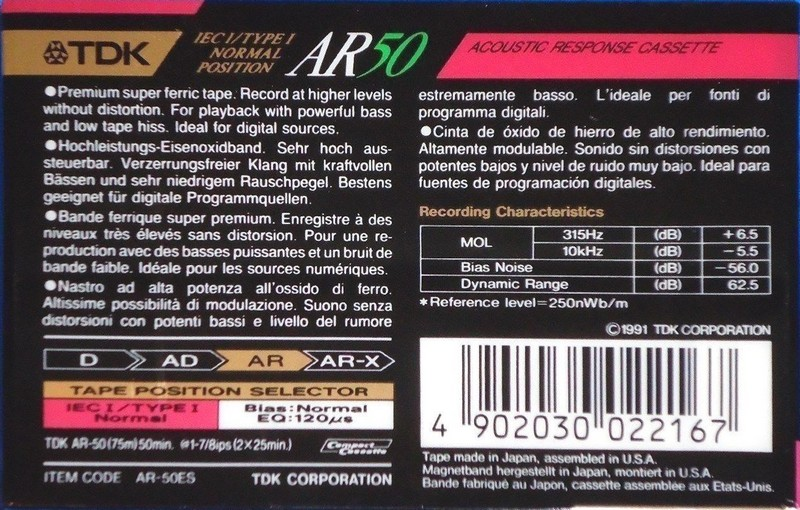 TDK
IEC I/TYPE I
NORMAL
POSITION
AR50
ACOUSTIC RESPONSE CASSETTE
●Premium super ferric tape. Record at higher levels
without distortion. For playback with powerful bass
and low tape hiss. Ideal for digital sources.
●Hochleistungs-Eisenoxidband. Sehr hoch aus-
steuerbar. Verzerrungsfreier Klang mit kraftvollen
Bässen und sehr niedrigem Rauschpegel. Bestens
geeignet für digitale Programmquellen.
●Bande ferrique super premium. Enregistre à des
niveaux très élevés sans distorsion. Pour une re-
production avec des basses puissantes et un bruit de
bande faible. Idéale pour les sources numériques.
●Nastro ad alta potenza all'ossido di ferro.
Altissime possibilità di modulazione. Suono senza
distorsioni con potenti bassi e livello del rumore
D AD AR AR-X
TAPE POSITION SELECTOR
IEC I/TYPE I
Normal
Bias:Normal
EQ:120µs
TDK AR-50(75m)50min. @1-7/8ips(2×25min.)
Compact
Cassette
ITEM CODE AR-50ES TDK CORPORATION
estremamente basso. L'ideale per fonti di
programma digitali.
●Cinta de óxido de hierro de alto rendimiento.
Altamente modulable. Sonido sin distorsiones con
potentes bajos y nivel de ruido muy bajo. Ideal para
fuentes de programación digitales.
Recording Characteristics
MOL 315Hz (dB) +6.5
10kHz (dB) −5.5
Bias Noise (dB) −56.0
Dynamic Range (dB) 62.5
*Reference level=250nWb/m
©1991 TDK CORPORATION
4 902030 022167
Tape made in Japan, assembled in U.S.A.
Magnetband hergestellt in Japan, montiert in U.S.A.
Bande fabriqué au Japon, cassette assemblée aux Etats-Unis.